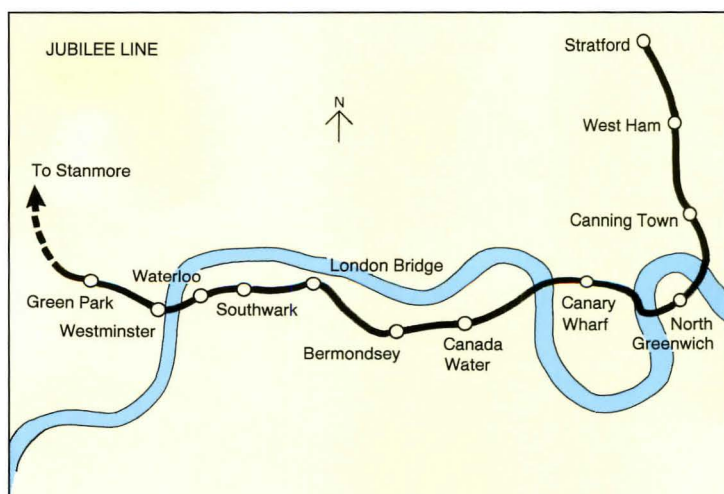 JUBILEE LINE
N
Stratford
West Ham
To Stanmore
Canning Town
Green Park
Waterloo
London Bridge
Westminster
Southwark
Bermondsey
Canada
Water
Canary
Wharf
North
Greenwich